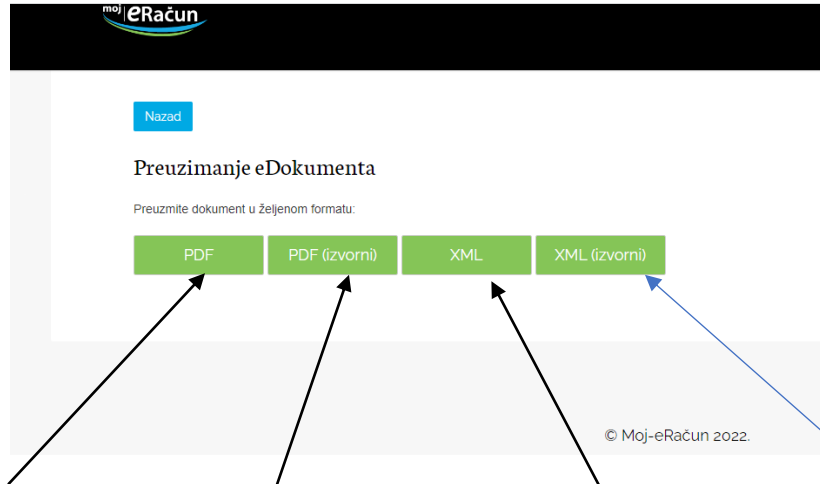 moj eRačun
Nazad
Preuzimanje eDokumenta
Preuzmite dokument u željenom formatu:
PDF PDF (izvorni) XML XML (izvorni)
© Moj-eRačun 2022.